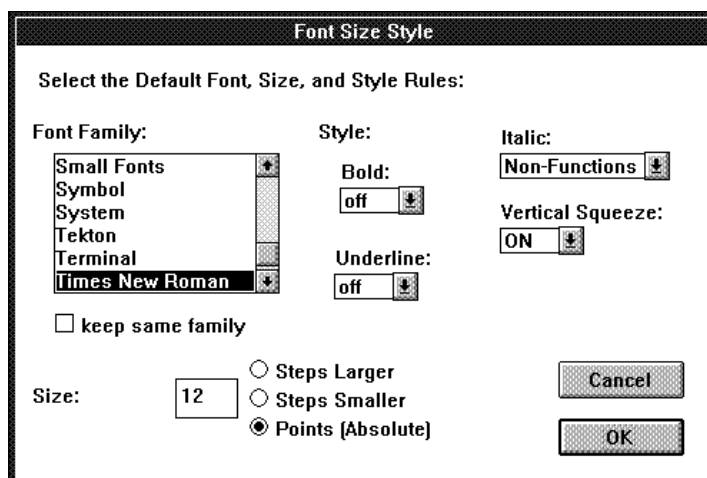 Font Size Style
Select the Default Font, Size, and Style Rules:
Font Family:
Small Fonts
Symbol
System
Tekton
Terminal
Times New Roman
keep same family
Style:
Bold:
off
Underline:
off
Italic:
Non-Functions
Vertical Squeeze:
ON
Size:
12
Steps Larger
Steps Smaller
Points (Absolute)
Cancel
OK